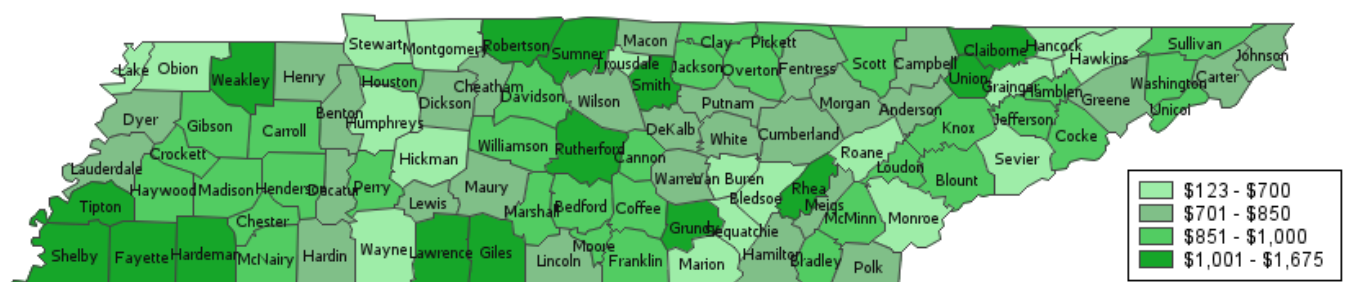 Stewart
Montgomery
Robertson
Sumner
Macon
Clay
Pickett
Claiborne
Hancock
Sullivan
Johnson
Lake
Obion
Weakley
Henry
Houston
Cheatham
Trousdale
Smith
Jackson
Overton
Fentress
Scott
Campbell
Union
Hawkins
Grainger
Hamblen
Washington
Carter
Greene
Unicol
Dyer
Gibson
Carroll
Benton
Humphreys
Dickson
Davidson
Wilson
Putnam
Morgan
Anderson
Knox
Jefferson
Cocke
Lauderdale
Crockett
Haywood
Madison
Henderson
Decatur
Perry
Hickman
Williamson
Rutherford
Cannon
DeKalb
White
Cumberland
Roane
Loudon
Blount
Sevier
Tipton
Chester
Lewis
Maury
Marshall
Bedford
Coffee
Warren
Van Buren
Bledsoe
Rhea
Meigs
McMinn
Monroe
Shelby
Fayette
Hardeman
McNairy
Hardin
Wayne
Lawrence
Giles
Lincoln
Moore
Franklin
Grundy
Sequatchie
Marion
Hamilton
Bradley
Polk
$123 - $700
$701 - $850
$851 - $1,000
$1,001 - $1,675